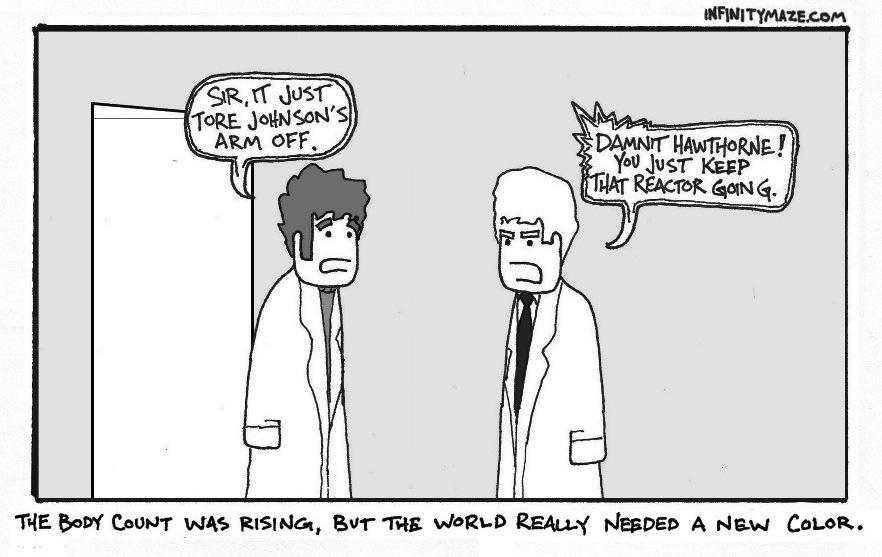 INFINITYMAZE.COM
SIR, IT JUST
TORE JOHNSON'S
ARM OFF.
DAMNIT HAWTHORNE!
YOU JUST KEEP
THAT REACTOR GOING.
THE BODY COUNT WAS RISING, BUT THE WORLD REALLY NEEDED A NEW COLOR.